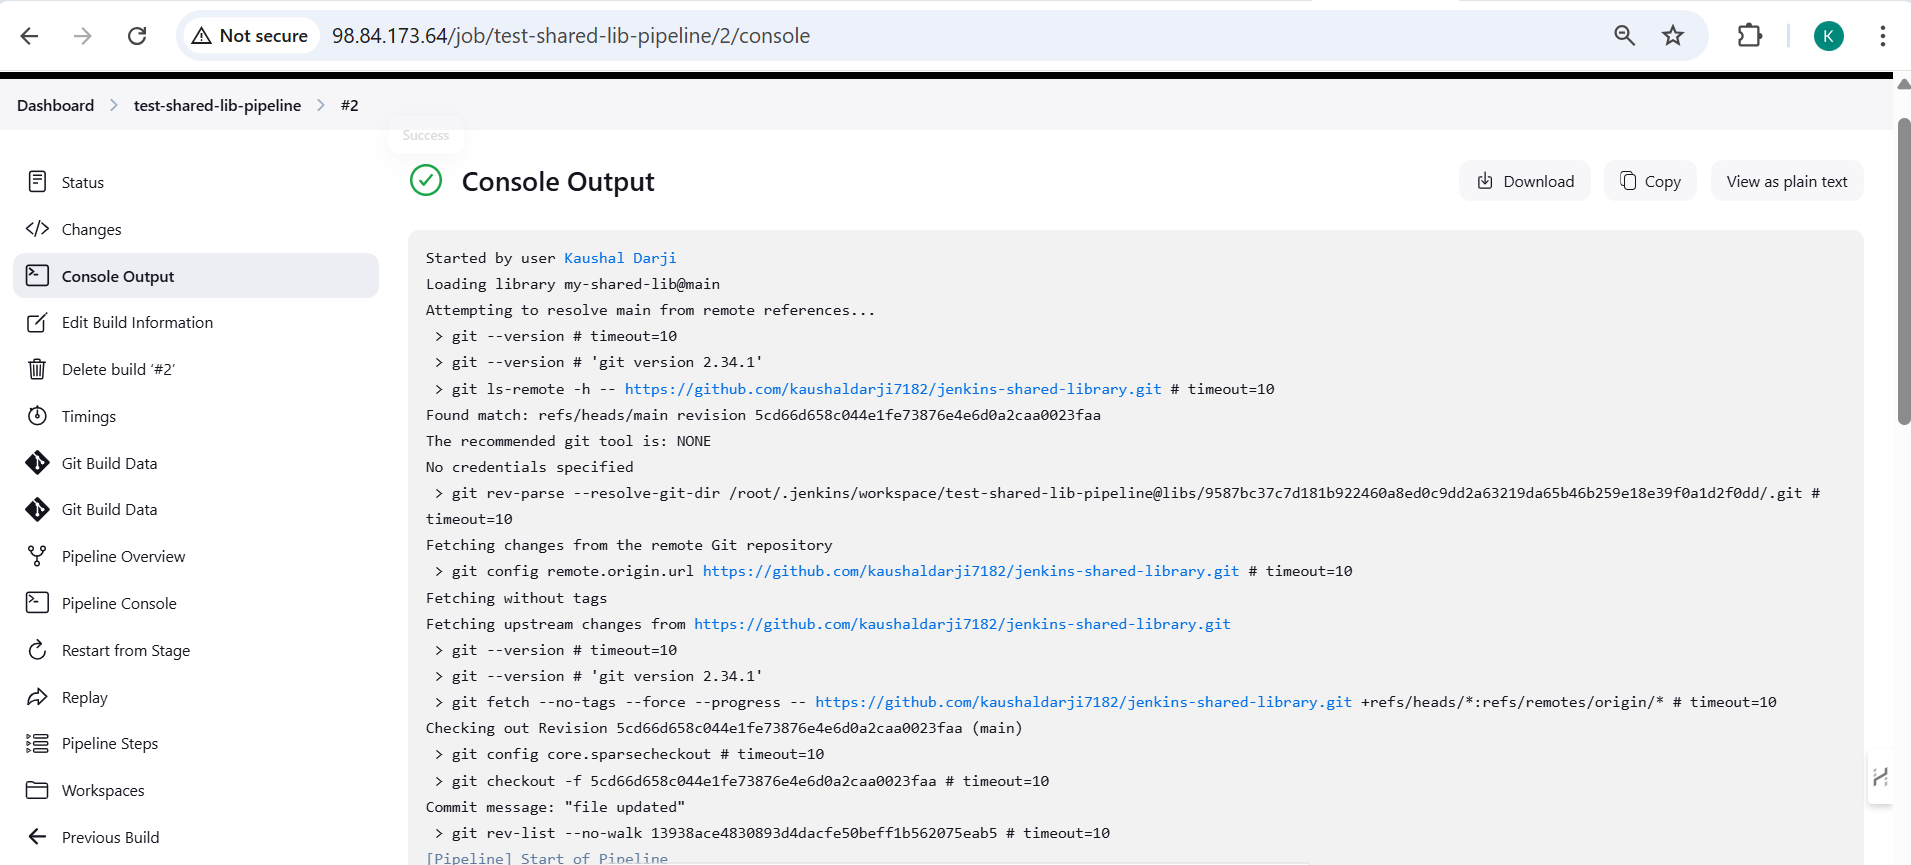 Not secure
98.84.173.64/job/test-shared-lib-pipeline/2/console
K
Dashboard > test-shared-lib-pipeline > #2
Success
Status
Changes
Console Output
Edit Build Information
Delete build ‘#2’
Timings
Git Build Data
Git Build Data
Pipeline Overview
Pipeline Console
Restart from Stage
Replay
Pipeline Steps
Workspaces
Previous Build
Console Output
Download
Copy
View as plain text
Started by user Kaushal Darji
Loading library my-shared-lib@main
Attempting to resolve main from remote references...
> git --version # timeout=10
> git --version # 'git version 2.34.1'
> git ls-remote -h -- https://github.com/kaushaldarji7182/jenkins-shared-library.git # timeout=10
Found match: refs/heads/main revision 5cd66d658c044e1fe73876e4e6d0a2caa0023faa
The recommended git tool is: NONE
No credentials specified
> git rev-parse --resolve-git-dir /root/.jenkins/workspace/test-shared-lib-pipeline@libs/9587bc37c7d181b922460a8ed0c9dd2a63219da65b46b259e18e39f0a1d2f0dd/.git #
timeout=10
Fetching changes from the remote Git repository
> git config remote.origin.url https://github.com/kaushaldarji7182/jenkins-shared-library.git # timeout=10
Fetching without tags
Fetching upstream changes from https://github.com/kaushaldarji7182/jenkins-shared-library.git
> git --version # timeout=10
> git --version # 'git version 2.34.1'
> git fetch --no-tags --force --progress -- https://github.com/kaushaldarji7182/jenkins-shared-library.git +refs/heads/*:refs/remotes/origin/* # timeout=10
Checking out Revision 5cd66d658c044e1fe73876e4e6d0a2caa0023faa (main)
> git config core.sparsecheckout # timeout=10
> git checkout -f 5cd66d658c044e1fe73876e4e6d0a2caa0023faa # timeout=10
Commit message: "file updated"
> git rev-list --no-walk 13938ace4830893d4dacfe50beff1b562075eab5 # timeout=10
[Pipeline] Start of Pipeline